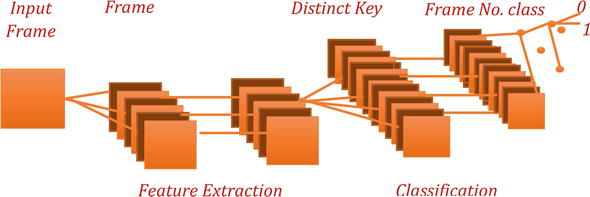 Input
Frame
Frame
Distinct Key
Frame No. class
0
1
Feature Extraction
Classification